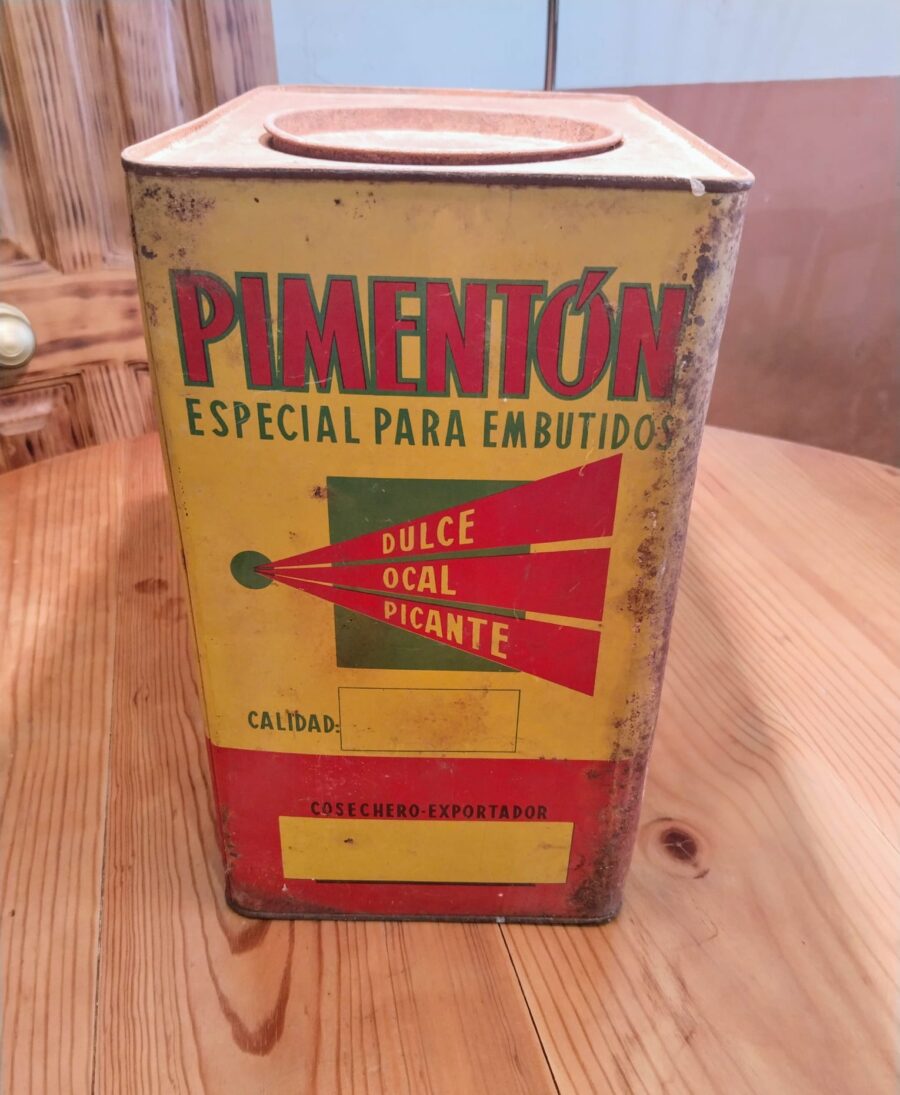 PIMENTÓN
ESPECIAL PARA EMBUTIDOS
DULCE
OCAL
PICANTE
CALIDAD:
COSECHERO-EXPORTADOR